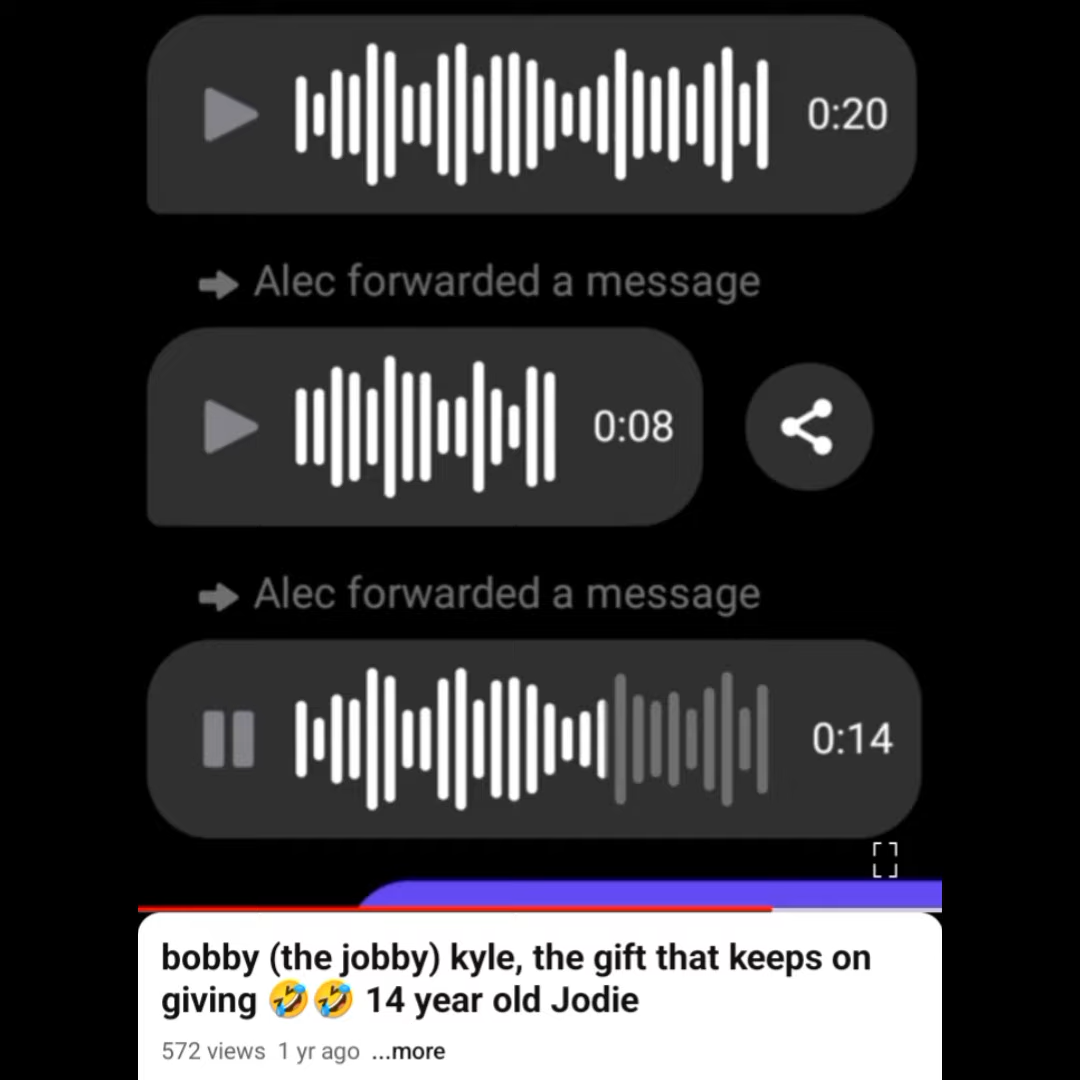 0:20
Alec forwarded a message
0:08
Alec forwarded a message
0:14
bobby (the jobby) kyle, the gift that keeps on
giving 🤣🤣 14 year old Jodie
572 views 1 yr ago ...more